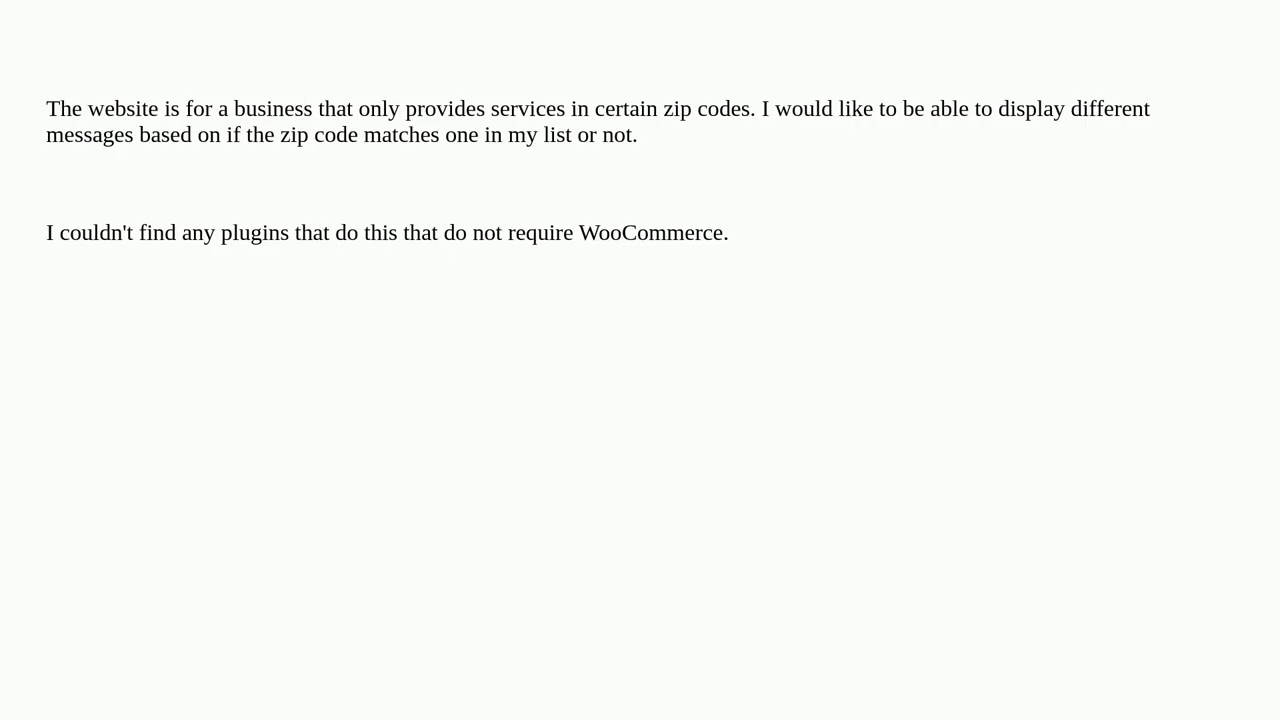 The website is for a business that only provides services in certain zip codes. I would like to be able to display different
messages based on if the zip code matches one in my list or not.
I couldn't find any plugins that do this that do not require WooCommerce.